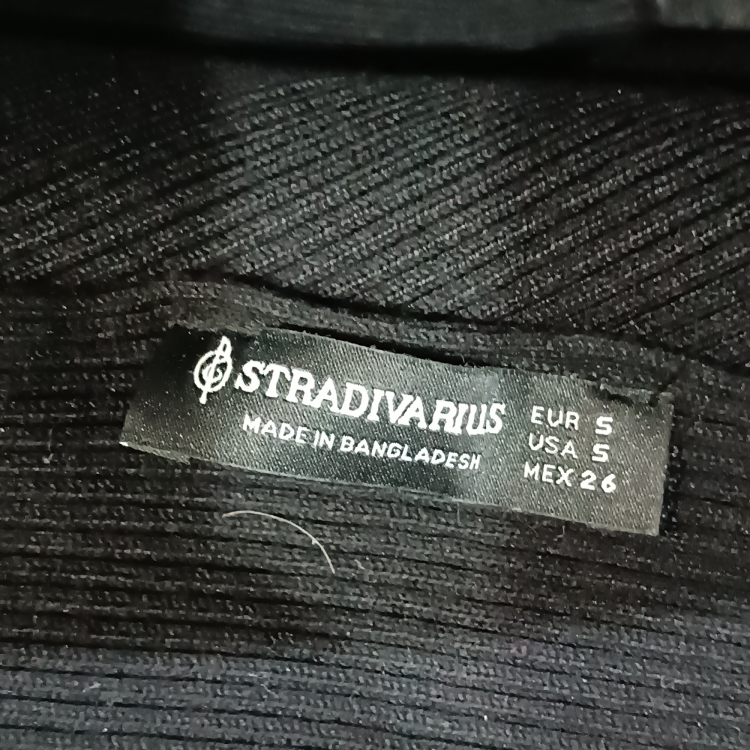 STRADIVARIUS
MADE IN BANGLADESH
EUR S
USA S
MEX 26